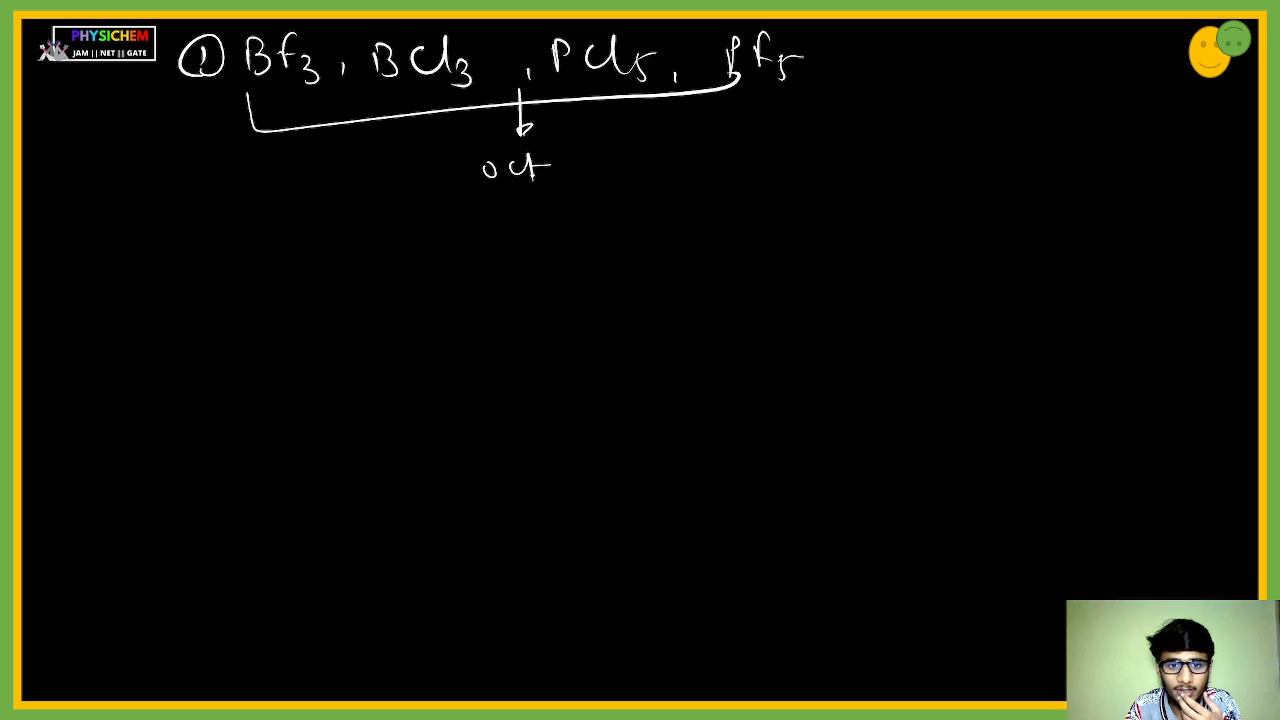 PHYSICHEM
JAM || NET || GATE
① Bf3, BCl3, PCl5, Pf5
oct